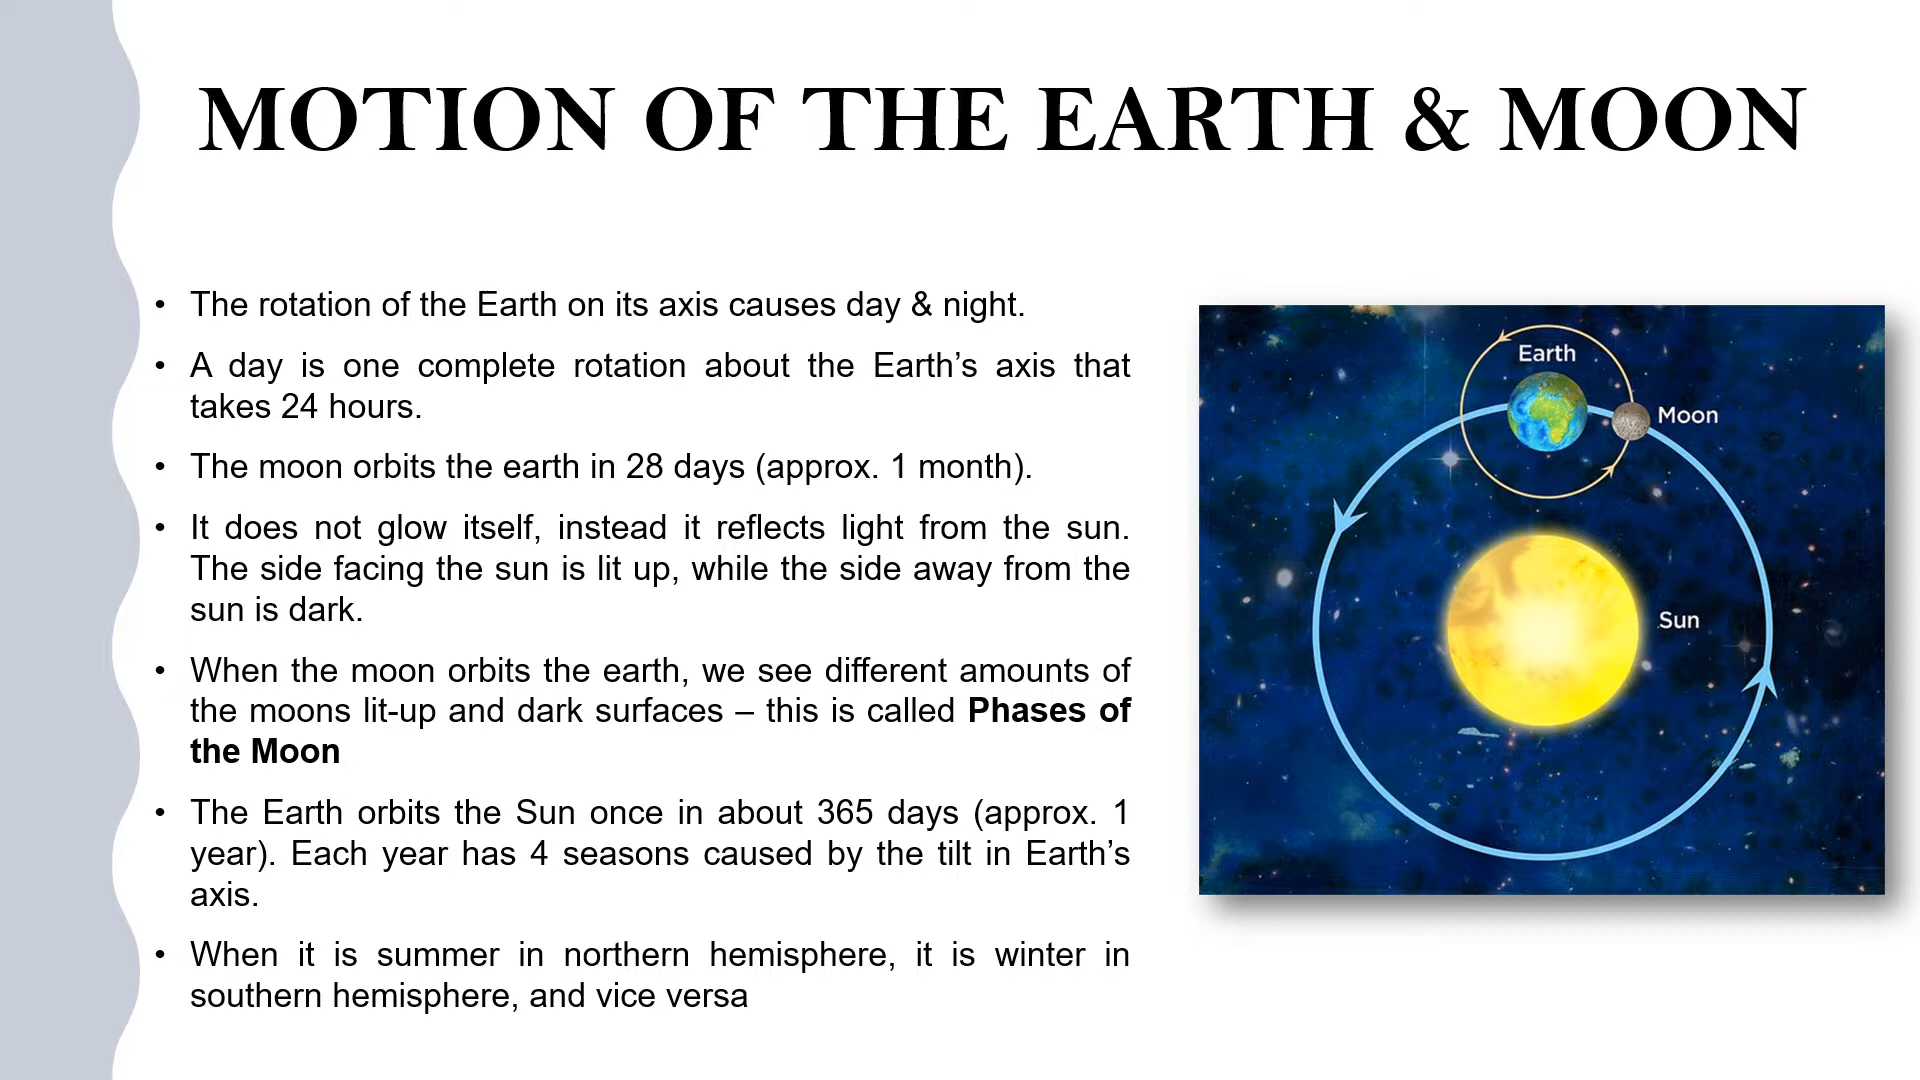 MOTION OF THE EARTH & MOON
• The rotation of the Earth on its axis causes day & night.
• A day is one complete rotation about the Earth’s axis that
takes 24 hours.
• The moon orbits the earth in 28 days (approx. 1 month).
• It does not glow itself, instead it reflects light from the sun.
The side facing the sun is lit up, while the side away from the
sun is dark.
• When the moon orbits the earth, we see different amounts of
the moons lit-up and dark surfaces – this is called Phases of
the Moon
• The Earth orbits the Sun once in about 365 days (approx. 1
year). Each year has 4 seasons caused by the tilt in Earth’s
axis.
• When it is summer in northern hemisphere, it is winter in
southern hemisphere, and vice versa
Earth
Moon
Sun